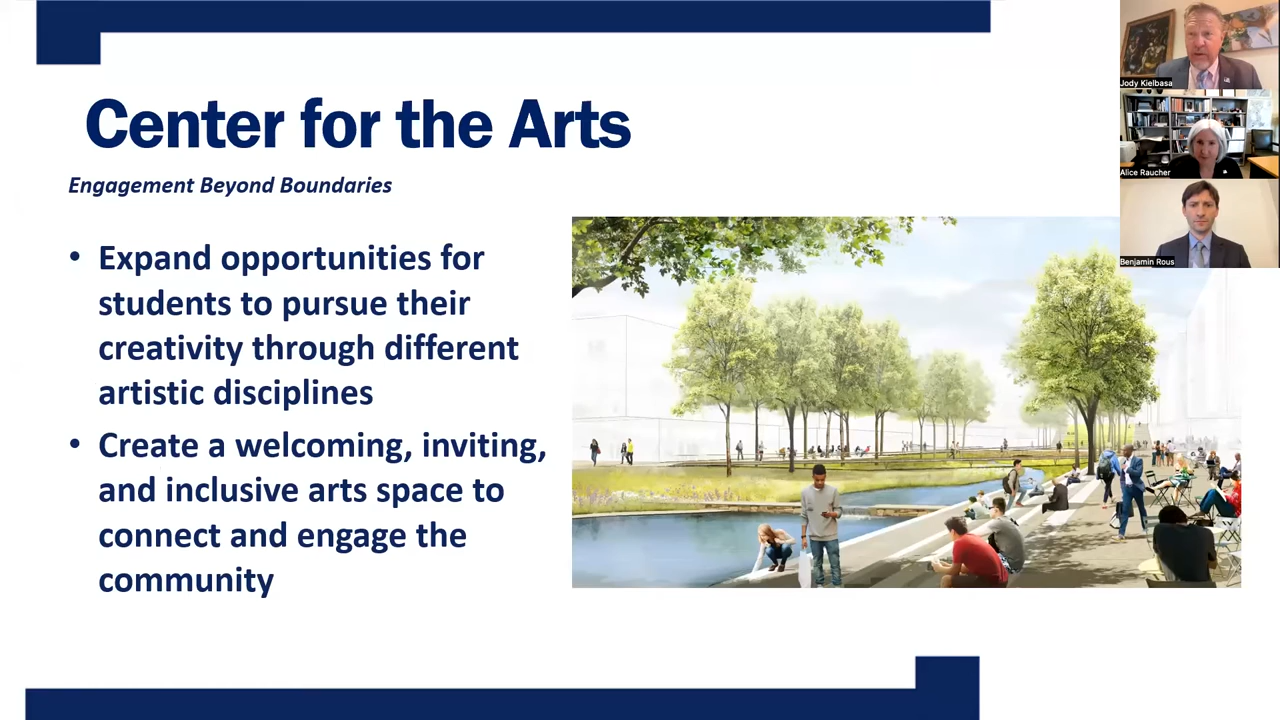 Center for the Arts
Engagement Beyond Boundaries
• Expand opportunities for
students to pursue their
creativity through different
artistic disciplines
• Create a welcoming, inviting,
and inclusive arts space to
connect and engage the
community
Jody Kielbasa
Alice Raucher
Benjamin Rous